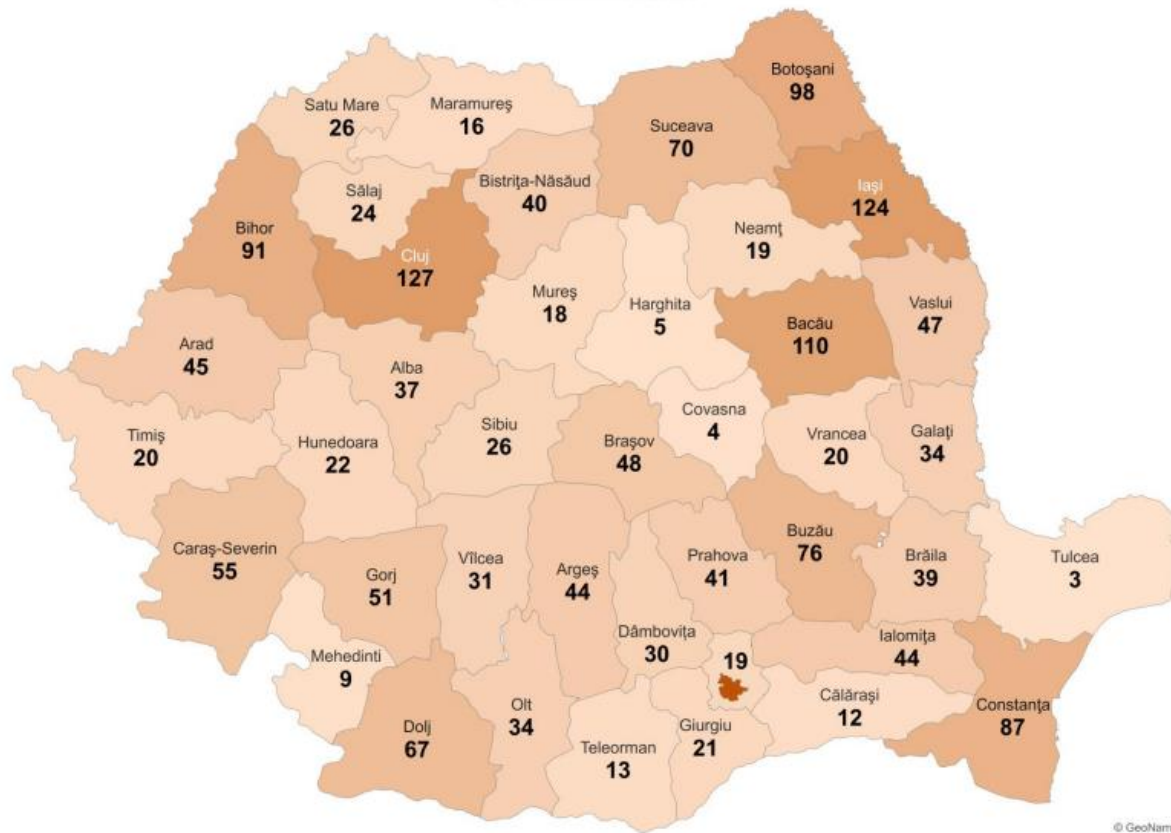 Botoşani
98
Satu Mare
26
Maramureş
16
Suceava
70
Iaşi
124
Bistriţa-Năsăud
40
Sălaj
24
Neamţ
19
Bihor
91
Cluj
127
Mureş
18
Harghita
5
Vaslui
47
Bacău
110
Arad
45
Alba
37
Covasna
4
Sibiu
26
Timiş
20
Hunedoara
22
Braşov
48
Vrancea
20
Galaţi
34
Buzău
76
Caraş-Severin
55
Vîlcea
31
Prahova
41
Brăila
39
Tulcea
3
Gorj
51
Argeş
44
Dâmboviţa
30
19
Ialomiţa
44
Mehedinti
9
Călăraşi
12
Constanţa
87
Olt
34
Dolj
67
Giurgiu
21
Teleorman
13
© GeoNam